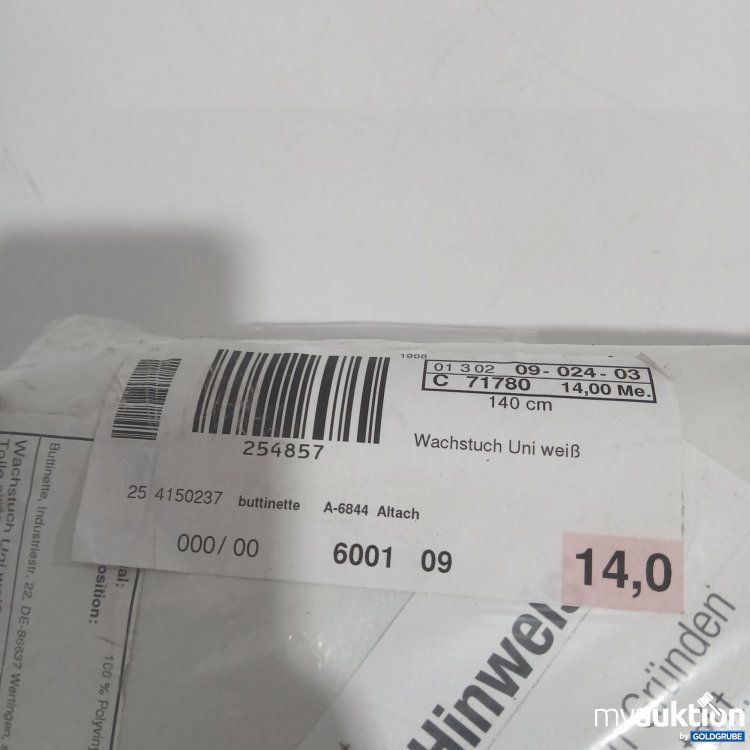 1908
01 3 02 09-024-03
C 71780 14,00 Me.
140 cm
254857
Wachstuch Uni weiß
25 4150237 buttinette A-6844 Altach
000/00 6001 09
14,0
Buttinette, Industriestr. 22, DE-86637 Wertingen,
Wachstuch Uni
100 %
Gründen
myauktion
by GOLDGRUBE